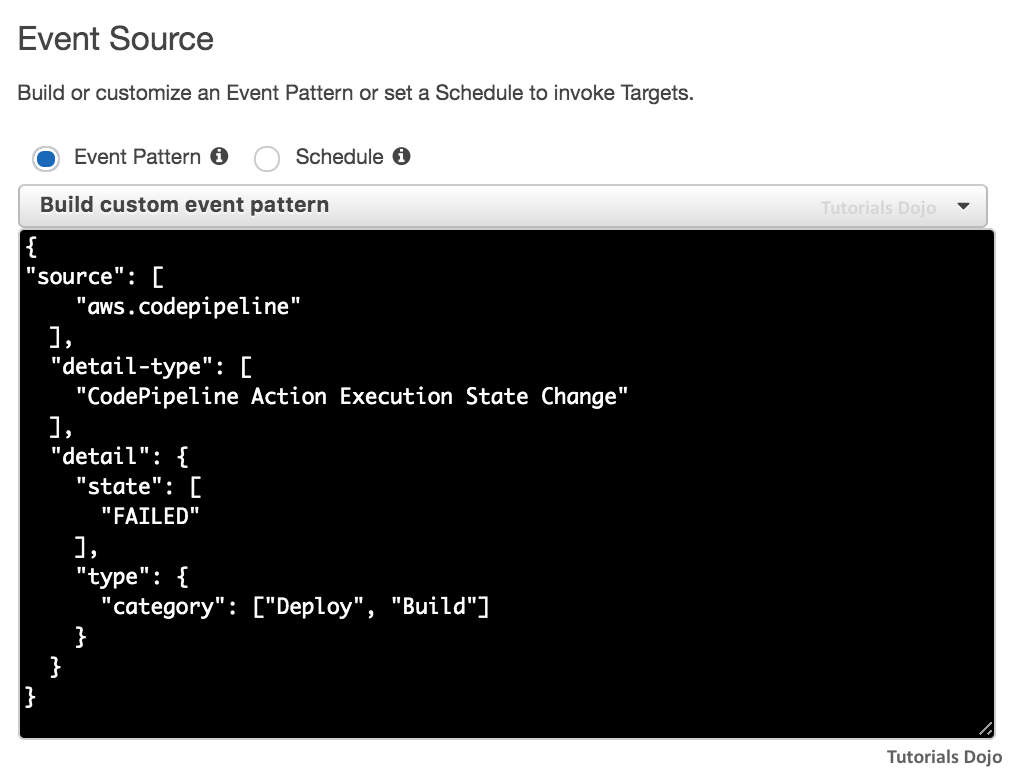 Event Source
Build or customize an Event Pattern or set a Schedule to invoke Targets.
Event Pattern Schedule
Build custom event pattern Tutorials Dojo
{
"source": [
    "aws.codepipeline"
  ],
  "detail-type": [
    "CodePipeline Action Execution State Change"
  ],
  "detail": {
    "state": [
      "FAILED"
    ],
    "type": {
      "category": ["Deploy", "Build"]
    }
  }
}
Tutorials Dojo